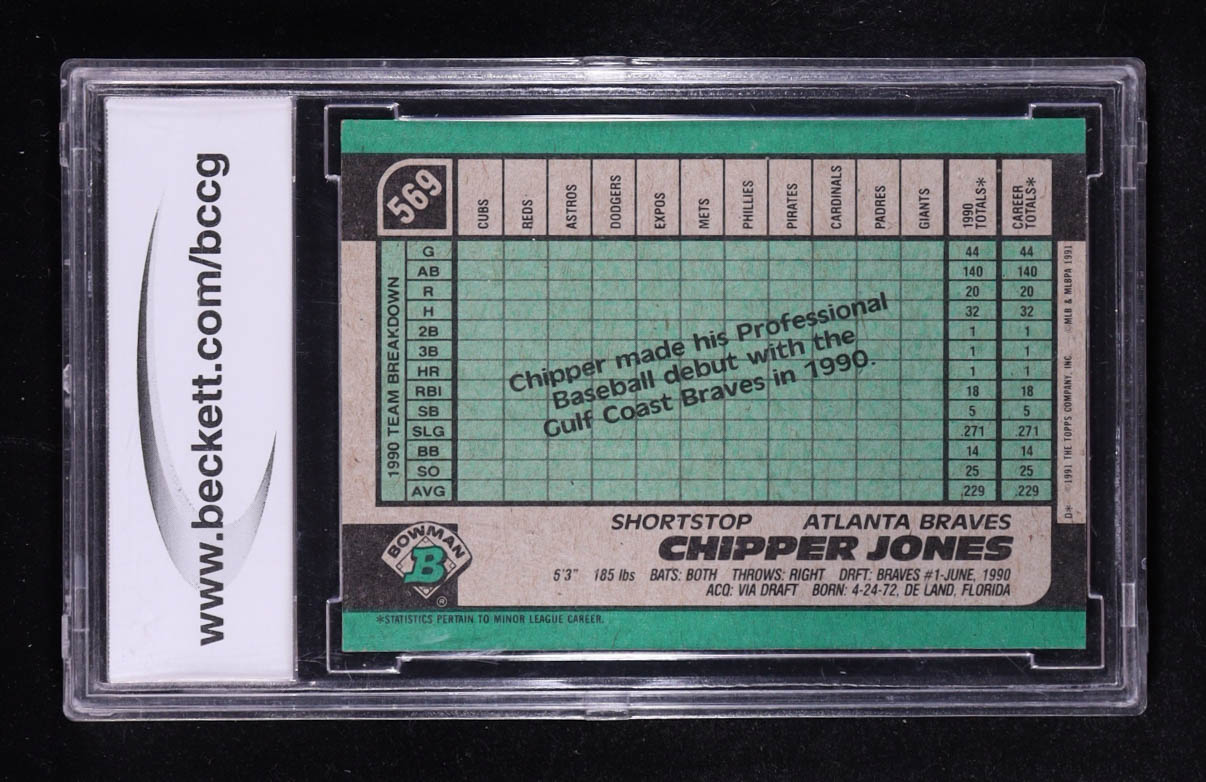 www.beckett.com/bccg
569
CUBS
REDS
ASTROS
DODGERS
EXPOS
METS
PHILLIES
PIRATES
CARDINALS
PADRES
GIANTS
1990 TOTALS*
CAREER TOTALS*
1990 TEAM BREAKDOWN
G 44 44
AB 140 140
R 20 20
H 32 32
2B 1 1
3B 1 1
HR 1 1
RBI 18 18
SB 5 5
SLG .271 .271
BB 14 14
SO 25 25
AVG .229 .229
Chipper made his Professional
Baseball debut with the
Gulf Coast Braves in 1990.
D* ©1991 THE TOPPS COMPANY, INC. ©MLB & MLBPA 1991
BOWMAN
B
®
SHORTSTOP ATLANTA BRAVES
CHIPPER JONES
6'3" 185 lbs BATS: BOTH THROWS: RIGHT DRFT: BRAVES #1-JUNE, 1990
ACQ: VIA DRAFT BORN: 4-24-72, DE LAND, FLORIDA
*STATISTICS PERTAIN TO MINOR LEAGUE CAREER.